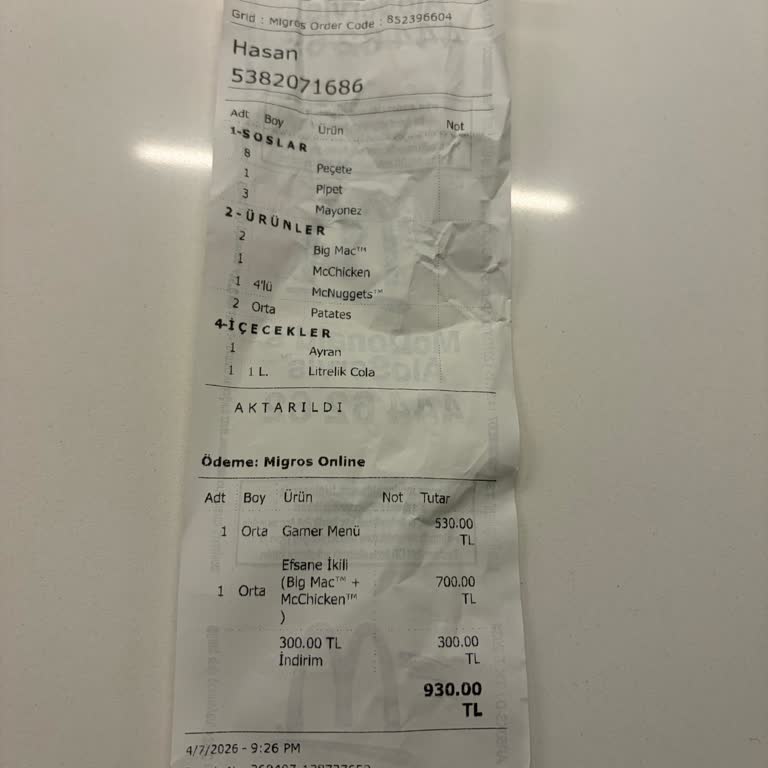 Grid : Migros Order Code : 852396604
Hasan
5382071686
Adt Boy Ürün Not
1-SOSLAR
8 Peçete
1 Pipet
3 Mayonez
2-ÜRÜNLER
2 Big Mac™
1 McChicken
1 4'lü McNuggets™
2 Orta Patates
4-İÇECEKLER
1 Ayran
1 1 L. Litrelik Cola
AKTARILDI
Ödeme: Migros Online
Adt Boy Ürün Not Tutar
1 Orta Gamer Menü 530.00
TL
Efsane İkili
(Big Mac™ +
1 Orta McChicken™ 700.00
TL
)
300.00 TL 300.00
İndirim TL
930.00
TL
4/7/2026 - 9:26 PM